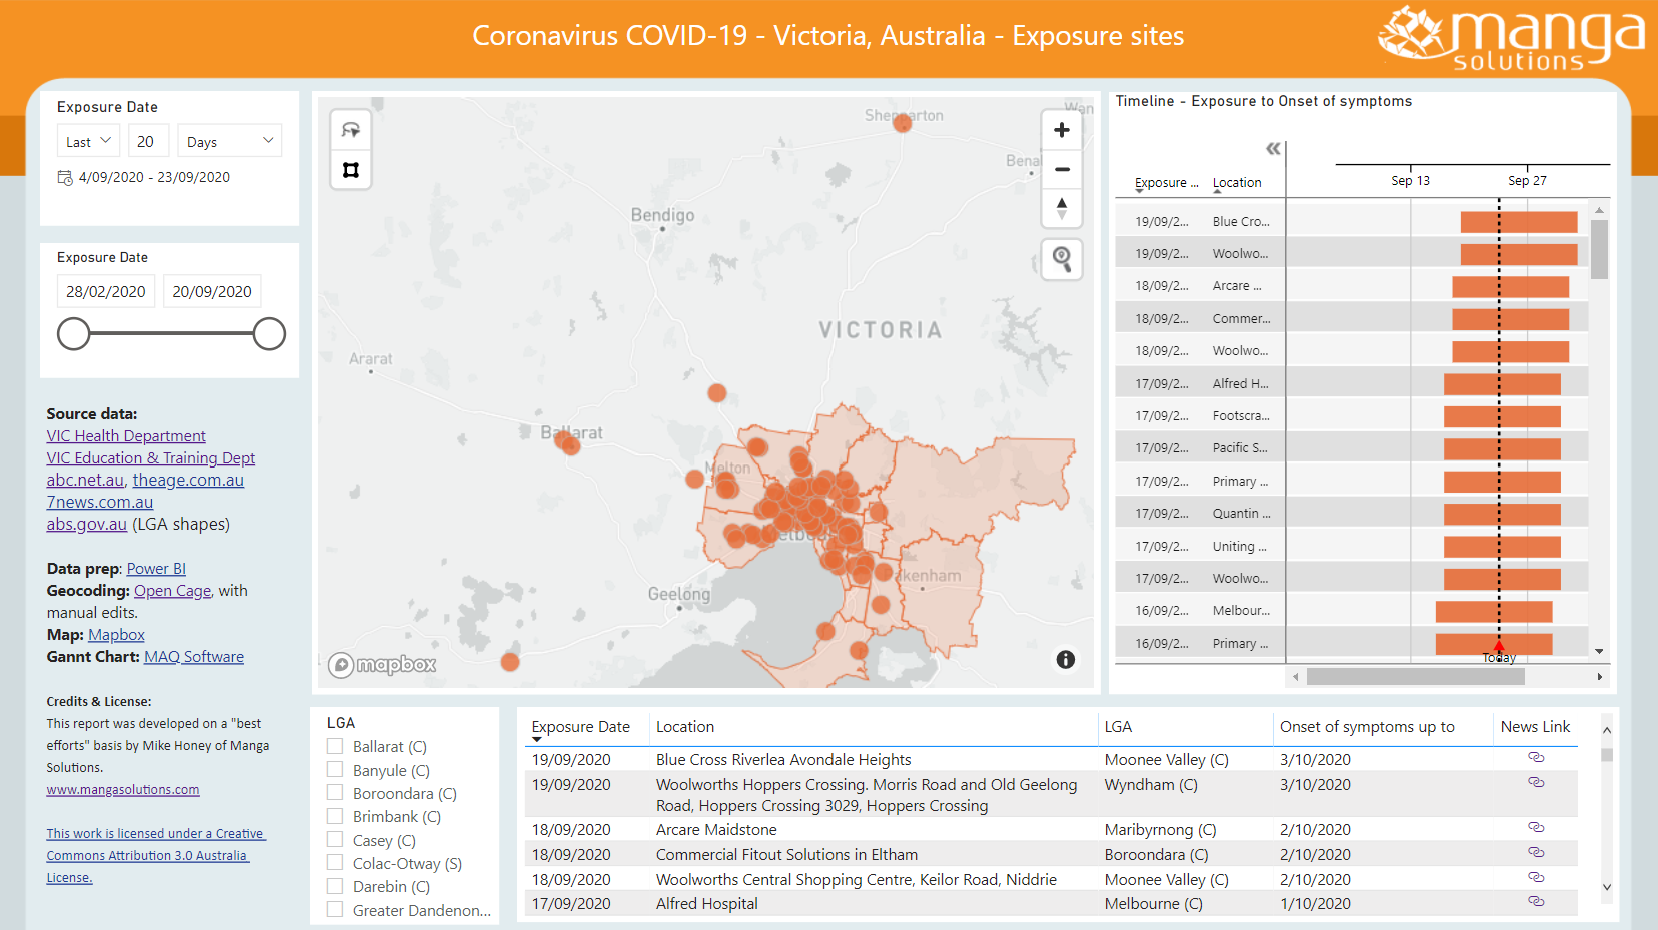 Coronavirus COVID-19 - Victoria, Australia - Exposure sites
manga
solutions
Exposure Date
Last 20 Days
4/09/2020 - 23/09/2020
Exposure Date
28/02/2020 20/09/2020
Source data:
VIC Health Department
VIC Education & Training Dept
abc.net.au, theage.com.au
7news.com.au
abs.gov.au (LGA shapes)
Data prep: Power BI
Geocoding: Open Cage, with
manual edits.
Map: Mapbox
Gannt Chart: MAQ Software
Credits & License:
This report was developed on a "best
efforts" basis by Mike Honey of Manga
Solutions.
www.mangasolutions.com
This work is licensed under a Creative
Commons Attribution 3.0 Australia
License.
Shepparton
Wan
Bena
Bendigo
VICTORIA
Ararat
Ballarat
Melton
Pakenham
Geelong
mapbox
Timeline - Exposure to Onset of symptoms
Sep 13 Sep 27
Exposure ... Location
19/09/2... Blue Cro...
19/09/2... Woolwo...
18/09/2... Arcare ...
18/09/2... Commer...
18/09/2... Woolwo...
17/09/2... Alfred H...
17/09/2... Footscra...
17/09/2... Pacific S...
17/09/2... Primary ...
17/09/2... Quantin ...
17/09/2... Uniting ...
17/09/2... Woolwo...
16/09/2... Melbour...
16/09/2... Primary ...
Today
LGA
Ballarat (C)
Banyule (C)
Boroondara (C)
Brimbank (C)
Casey (C)
Colac-Otway (S)
Darebin (C)
Greater Dandenon...
Exposure Date Location LGA Onset of symptoms up to News Link
19/09/2020 Blue Cross Riverlea Avondale Heights Moonee Valley (C) 3/10/2020
19/09/2020 Woolworths Hoppers Crossing. Morris Road and Old Geelong Wyndham (C) 3/10/2020
Road, Hoppers Crossing 3029, Hoppers Crossing
18/09/2020 Arcare Maidstone Maribyrnong (C) 2/10/2020
18/09/2020 Commercial Fitout Solutions in Eltham Boroondara (C) 2/10/2020
18/09/2020 Woolworths Central Shopping Centre, Keilor Road, Niddrie Moonee Valley (C) 2/10/2020
17/09/2020 Alfred Hospital Melbourne (C) 1/10/2020